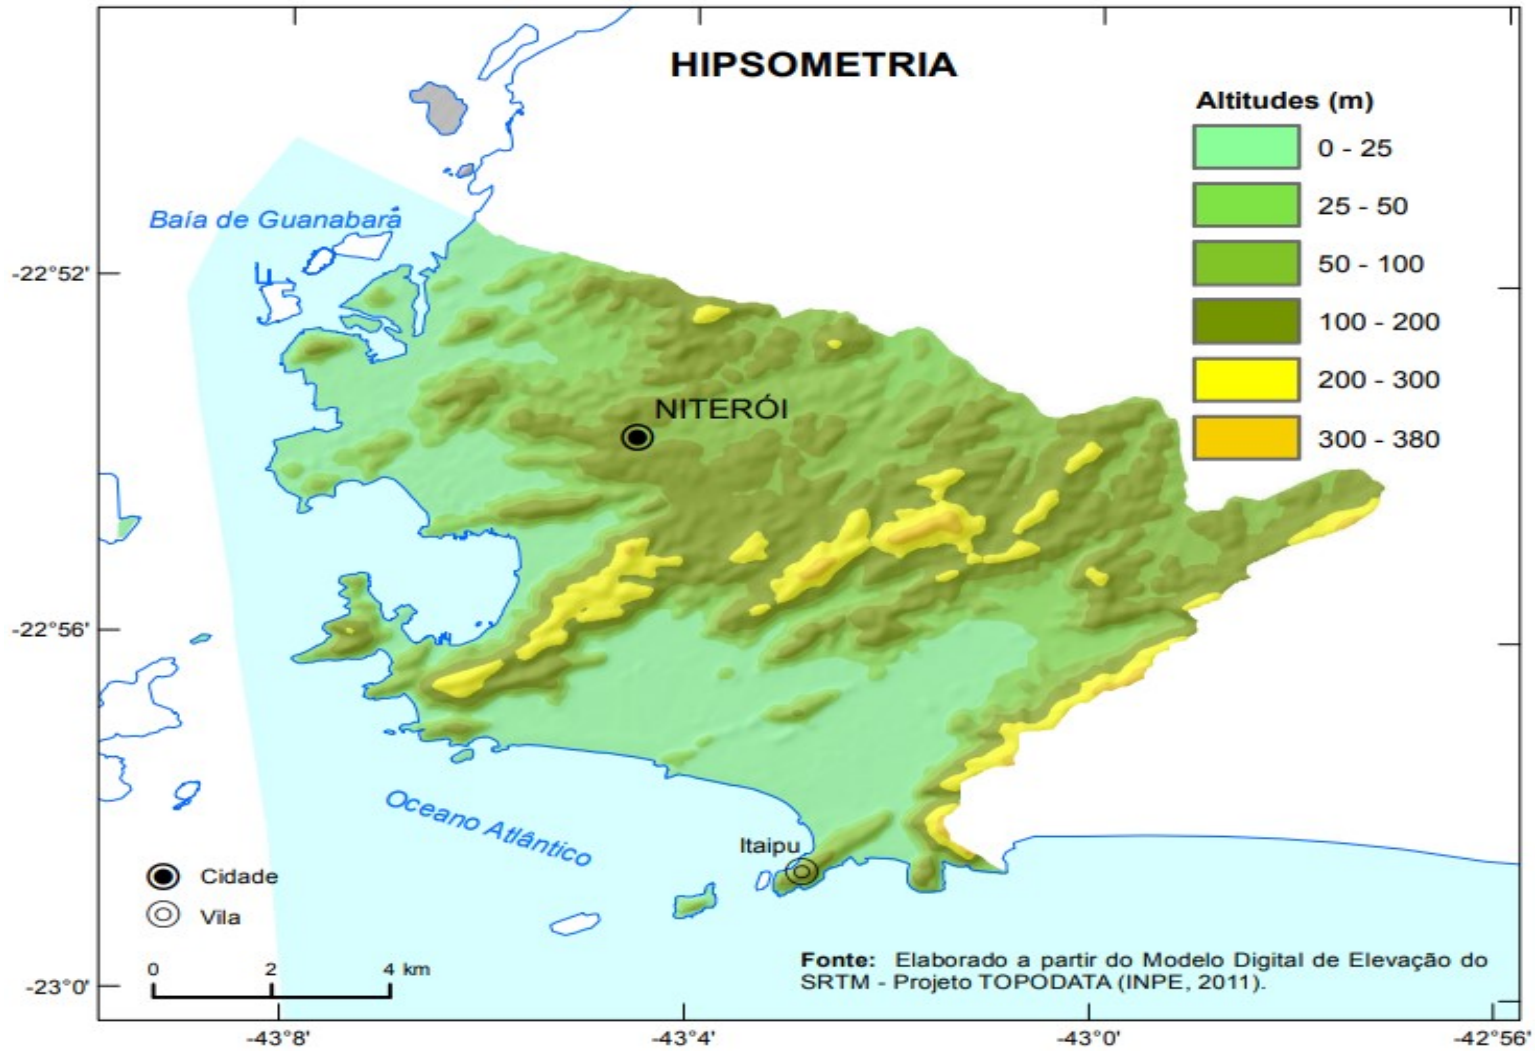 HIPSOMETRIA
Altitudes (m)
0 - 25
25 - 50
50 - 100
100 - 200
200 - 300
300 - 380
Baía de Guanabará
-22°52'
NITERÓI
-22°56'
Oceano Atlântico
Itaipu
Cidade
Vila
0 2 4 km
Fonte: Elaborado a partir do Modelo Digital de Elevação do
SRTM - Projeto TOPODATA (INPE, 2011).
-23°0'
-43°8' -43°4' -43°0' -42°56'